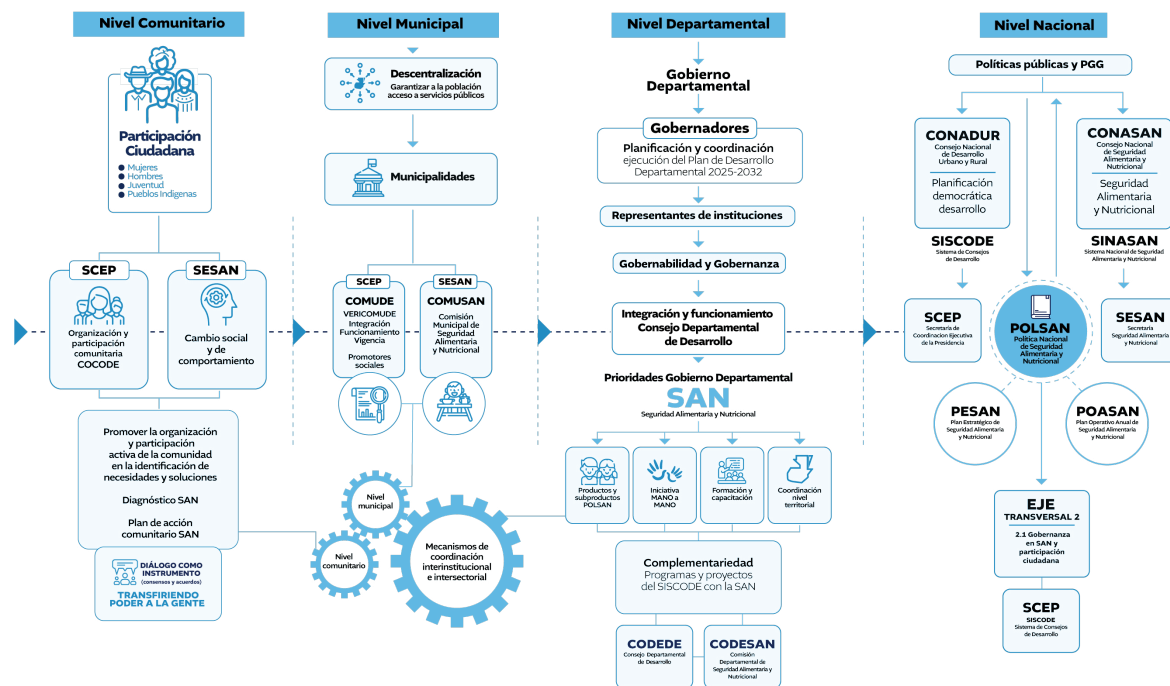 Nivel Comunitario
Participación
Ciudadana
Mujeres
Hombres
Juventud
Pueblos Indigenas
SCEP
Organización y
participación
comunitaria
COCODE
SESAN
Cambio social
y de
comportamiento
Promover la organización
y participación
activa de la comunidad
en la identificación de
necesidades y soluciones
Diagnóstico SAN
Plan de acción
comunitario SAN
DIÁLOGO COMO
INSTRUMENTO
(consensos y acuerdos)
TRANSFIRIENDO
PODER A LA GENTE
Nivel Municipal
Descentralización
Garantizar a la población
acceso a servicios públicos
Municipalidades
SCEP
COMUDE
VERICOMUDE
Integración
Funcionamiento
Vigencia
Promotores
sociales
SESAN
COMUSAN
Comisión
Municipal de
Seguridad
Alimentaria
y Nutricional
Nivel
municipal
Nivel
comunitario
Mecanismos de
coordinación
interinstitucional
e intersectorial
Nivel Departamental
Gobierno
Departamental
Gobernadores
Planificación y coordinación
ejecución del Plan de Desarrollo
Departamental 2025-2032
Representantes de instituciones
Gobernabilidad y Gobernanza
Integración y funcionamiento
Consejo Departamental
de Desarrollo
Prioridades Gobierno Departamental
SAN
Seguridad Alimentaria y Nutricional
Productos y
subproductos
POLSAN
Iniciativa
MANO a
MANO
Formación y
capacitación
Coordinación
nivel
territorial
Complementariedad
Programas y proyectos
del SISCODE con la SAN
CODEDE
Consejo Departamental
de Desarrollo
CODESAN
Comisión
Departamental de
Seguridad Alimentaria y
Nutricional
Nivel Nacional
Políticas públicas y PGG
CONADUR
Consejo Nacional
de Desarrollo
Urbano y Rural
Planificación
democrática
desarrollo
CONASAN
Consejo Nacional
de Seguridad
Alimentaria y
Nutricional
Seguridad
Alimentaria
y Nutricional
SISCODE
Sistema de Consejos
de Desarrollo
SINASAN
Sistema Nacional de Seguridad
Alimentaria y Nutricional
SCEP
Secretaría de
Coordinacion Ejecutiva
de la Presidencia
POLSAN
Política Nacional
de Seguridad
Alimentaria y
Nutricional
SESAN
Secretaría
Seguridad Alimentaria
y Nutricional
PESAN
Plan Estratégico de
Seguridad Alimentaria
y Nutricional
POASAN
Plan Operativo Anual de
Seguridad Alimentaria
y Nutricional
EJE
TRANSVERSAL 2
2.1 Gobernanza
en SAN y
participación
ciudadana
SCEP
SISCODE
Sistema de Consejos
de Desarrollo